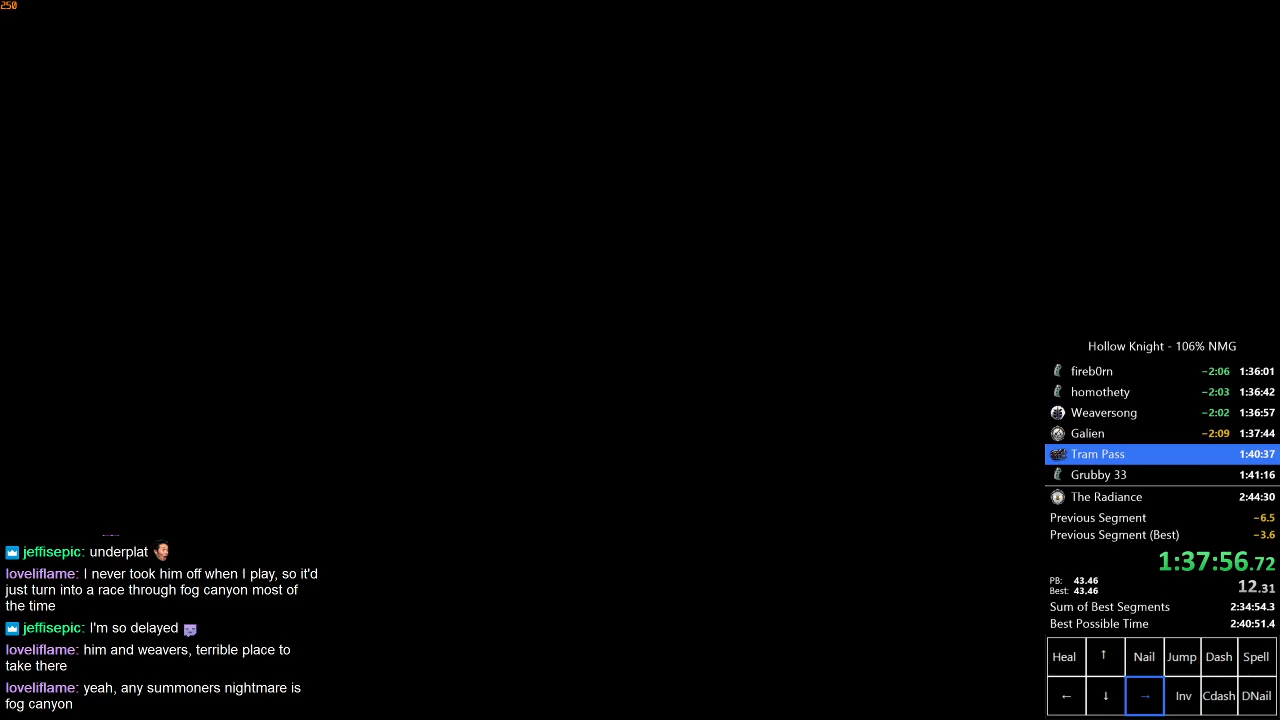 250
Hollow Knight - 106% NMG
fireb0rn -2:06 1:36:01
homothety -2:03 1:36:42
Weaversong -2:02 1:36:57
Galien -2:09 1:37:44
Tram Pass 1:40:37
Grubby 33 1:41:16
The Radiance 2:44:30
Previous Segment -6.5
Previous Segment (Best) -3.6
1:37:56.72
PB: 43.46
Best: 43.46
12.31
Sum of Best Segments 2:34:54.3
Best Possible Time 2:40:51.4
Heal ↑ Nail Jump Dash Spell
← ↓ → Inv Cdash DNail
jeffisepic: underplat
loveliflame: I never took him off when I play, so it'd
just turn into a race through fog canyon most of
the time
jeffisepic: I'm so delayed
loveliflame: him and weavers, terrible place to
take there
loveliflame: yeah, any summoners nightmare is
fog canyon